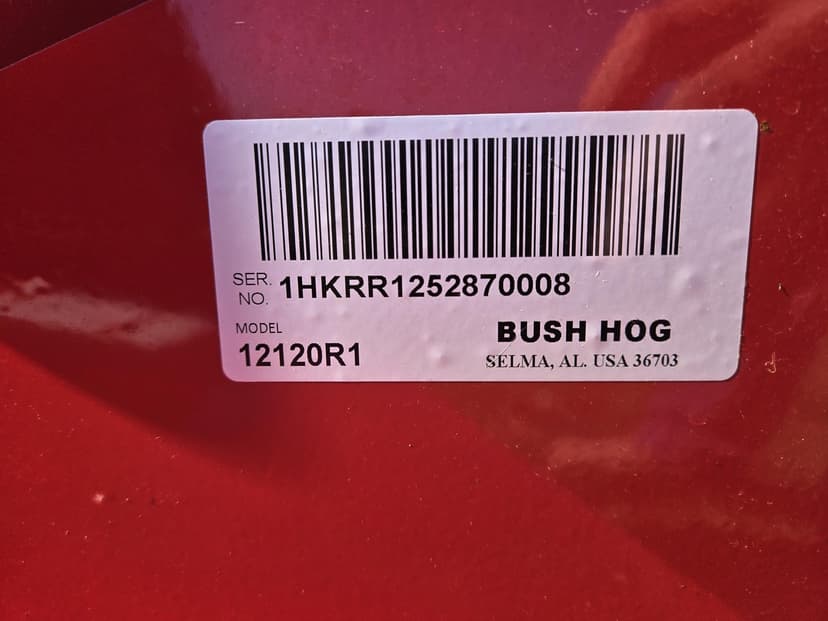 SER. NO. 1HKRR1252870008
MODEL
12120R1
BUSH HOG
SELMA, AL. USA 36703